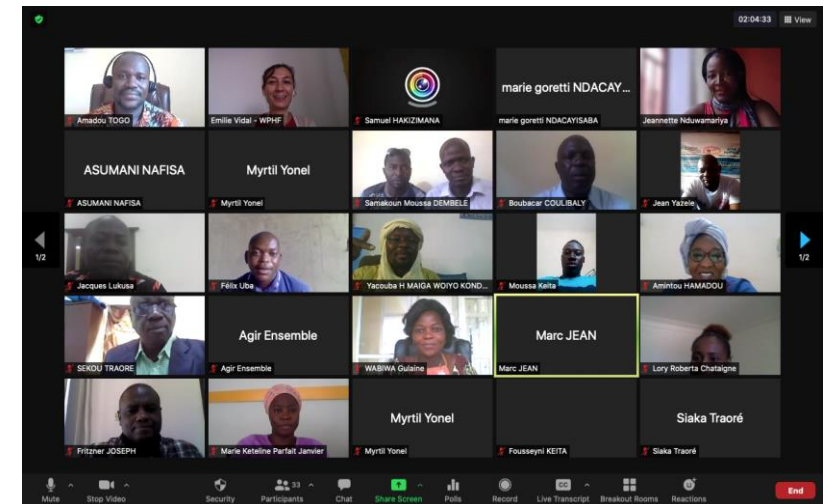 02:04:33 View
Amadou TOGO
Emilie Vidal - WPHF
Samuel HAKIZIMANA
marie goretti NDACAY...
marie goretti NDACAYISABA
Jeannette Nduwamariya
ASUMANI NAFISA
ASUMANI NAFISA
Myrtil Yonel
Myrtil Yonel
Samakoun Moussa DEMBELE
Boubacar COULIBALY
Jean Yazele
1/2
Jacques Lukusa
Félix Uba
Yacouba H MAIGA WOIYO KOND...
Moussa Keita
Amintou HAMADOU
1/2
SEKOU TRAORE
Agir Ensemble
Agir Ensemble
WABIWA Gulaine
Marc JEAN
Marc JEAN
Lory Roberta Chataigne
Fritzner JOSEPH
Marie Keteline Parfait Janvier
Myrtil Yonel
Myrtil Yonel
Fousseyni KEITA
Siaka Traoré
Siaka Traoré
Mute
Stop Video
Security
Participants
33
Chat
Share Screen
Polls
Record
CC
Live Transcript
Breakout Rooms
Reactions
End